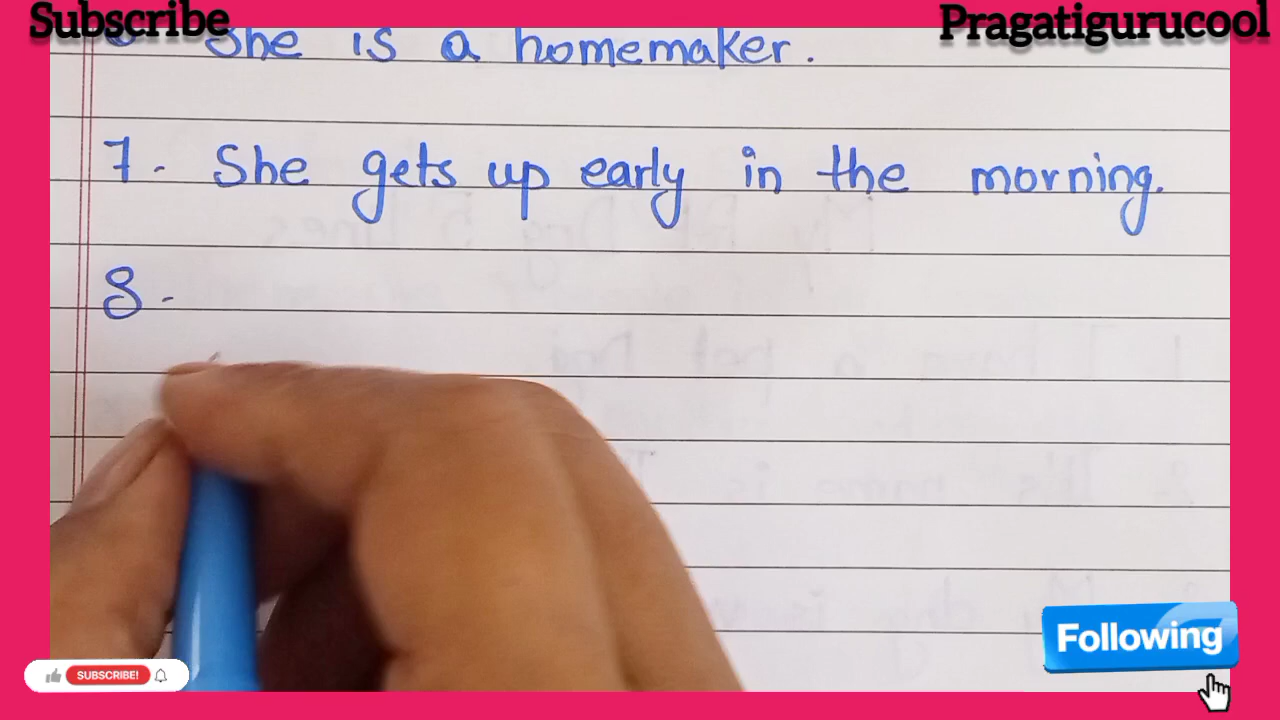 Subscribe
Pragatigurucool
She is a homemaker.
7. She gets up early in the morning.
8.
Following
SUBSCRIBE!